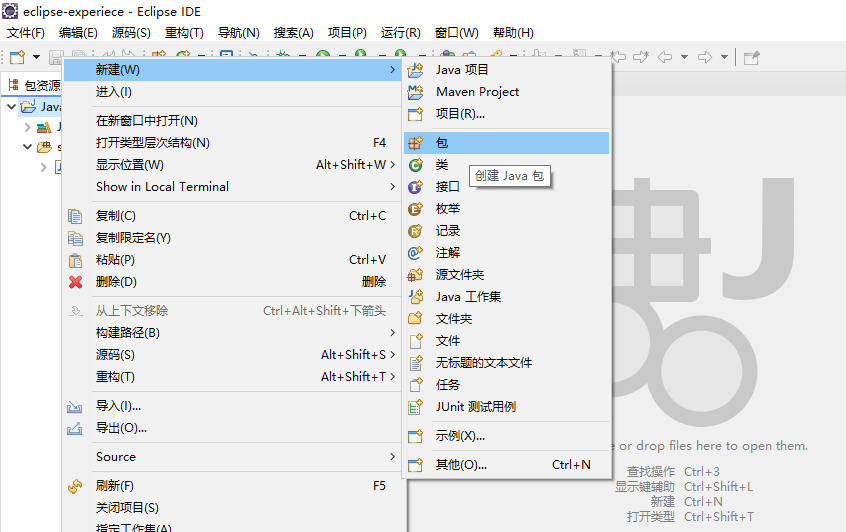 eclipse-experiece - Eclipse IDE
文件(F) 编辑(E) 源码(S) 重构(T) 导航(N) 搜索(A) 项目(P) 运行(R) 窗口(W) 帮助(H)
包资源
Java
新建(W)
进入(I)
在新窗口中打开(N)
打开类型层次结构(N) F4
显示位置(W) Alt+Shift+W
Show in Local Terminal
复制(C) Ctrl+C
复制限定名(Y)
粘贴(P) Ctrl+V
删除(D) 删除
从上下文移除 Ctrl+Alt+Shift+下箭头
构建路径(B)
源码(S) Alt+Shift+S
重构(T) Alt+Shift+T
导入(I)...
导出(O)...
Source
刷新(F) F5
关闭项目(S)
指定工作集(A)
Java 项目
Maven Project
项目(R)...
包
类
创建 Java 包
接口
枚举
记录
注解
源文件夹
Java 工作集
文件夹
文件
无标题的文本文件
任务
JUnit 测试用例
示例(X)...
其他(O)... Ctrl+N
or drop files here to open them.
查找操作 Ctrl+3
显示键辅助 Ctrl+Shift+L
新建 Ctrl+N
打开类型 Ctrl+Shift+T